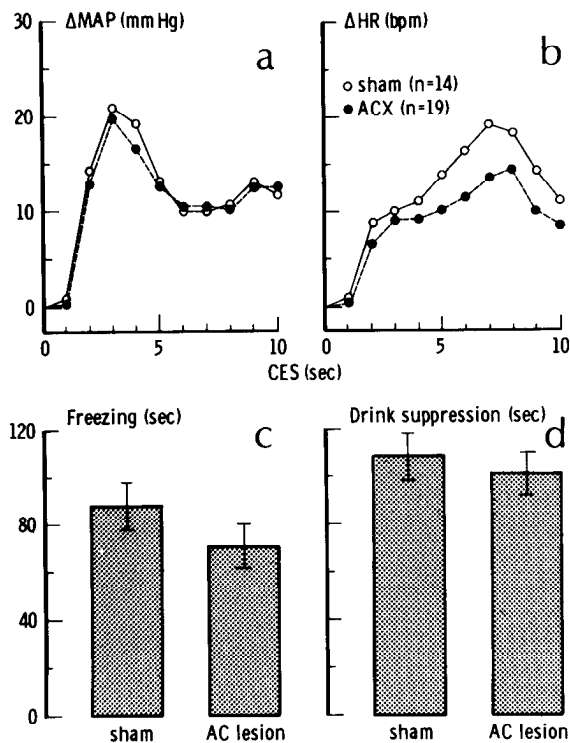 ΔMAP (mm Hg)
a
30
20
10
0
0 5 10
ΔHR (bpm)
b
sham (n=14)
ACX (n=19)
0 5 10
CES (sec)
Freezing (sec)
c
120
80
40
0
sham AC lesion
Drink suppression (sec)
d
sham AC lesion